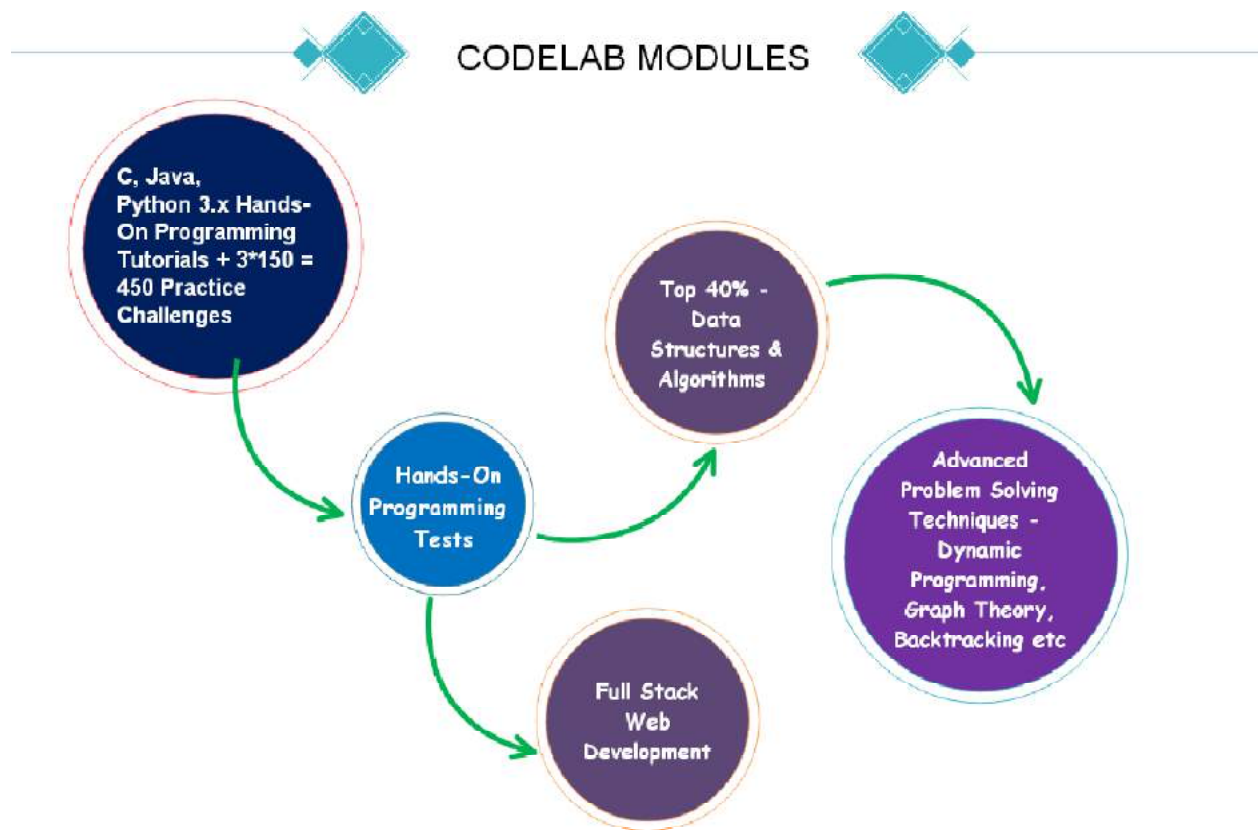 CODELAB MODULES
C, Java,
Python 3.x Hands-
On Programming
Tutorials + 3*150 =
450 Practice
Challenges
Hands-On
Programming
Tests
Top 40% -
Data
Structures &
Algorithms
Advanced
Problem Solving
Techniques -
Dynamic
Programming,
Graph Theory,
Backtracking etc
Full Stack
Web
Development